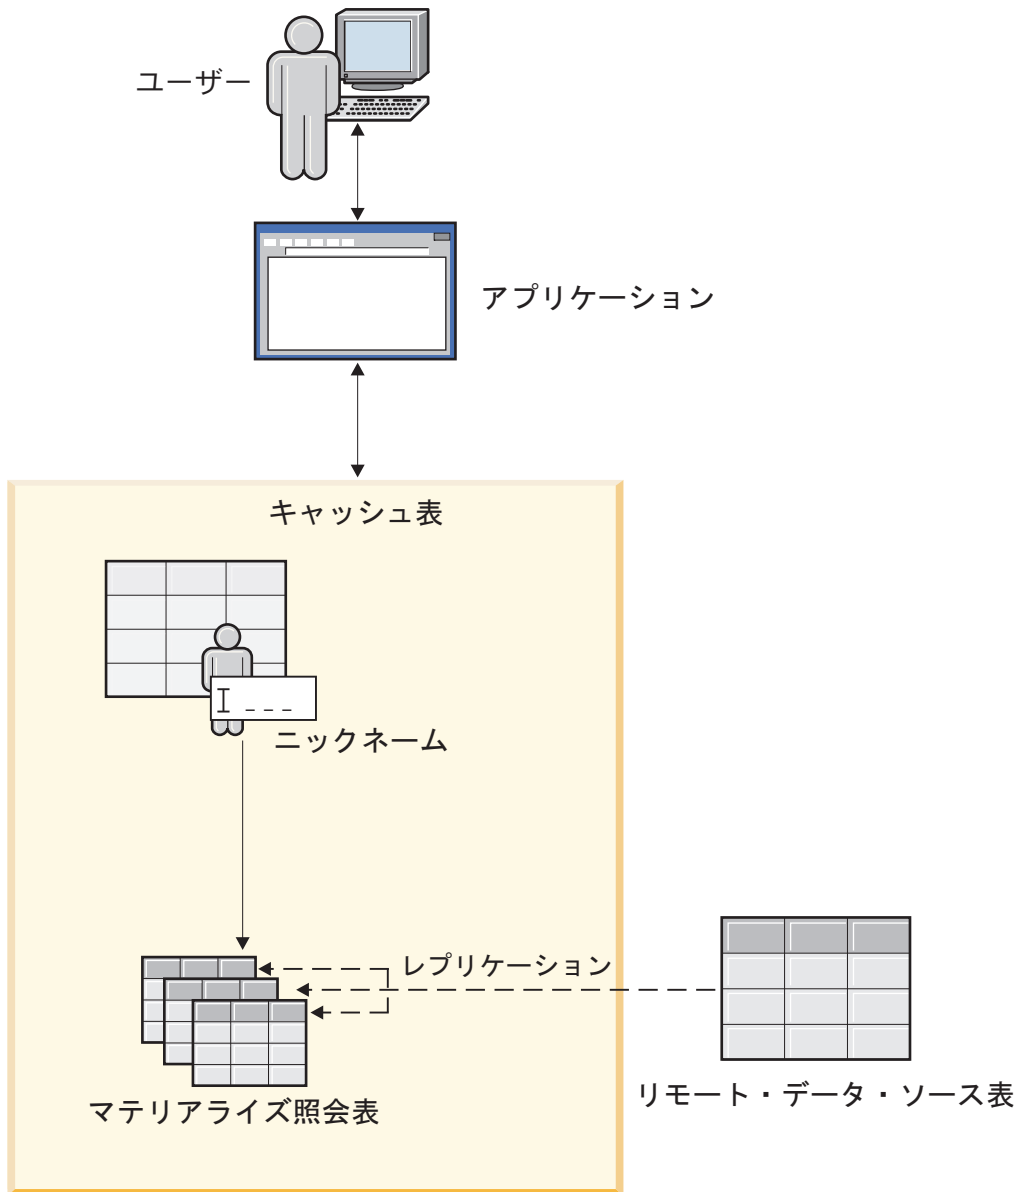 ユーザー
アプリケーション
キャッシュ表
ニックネーム
レプリケーション
マテリアライズ照会表
リモート・データ・ソース表